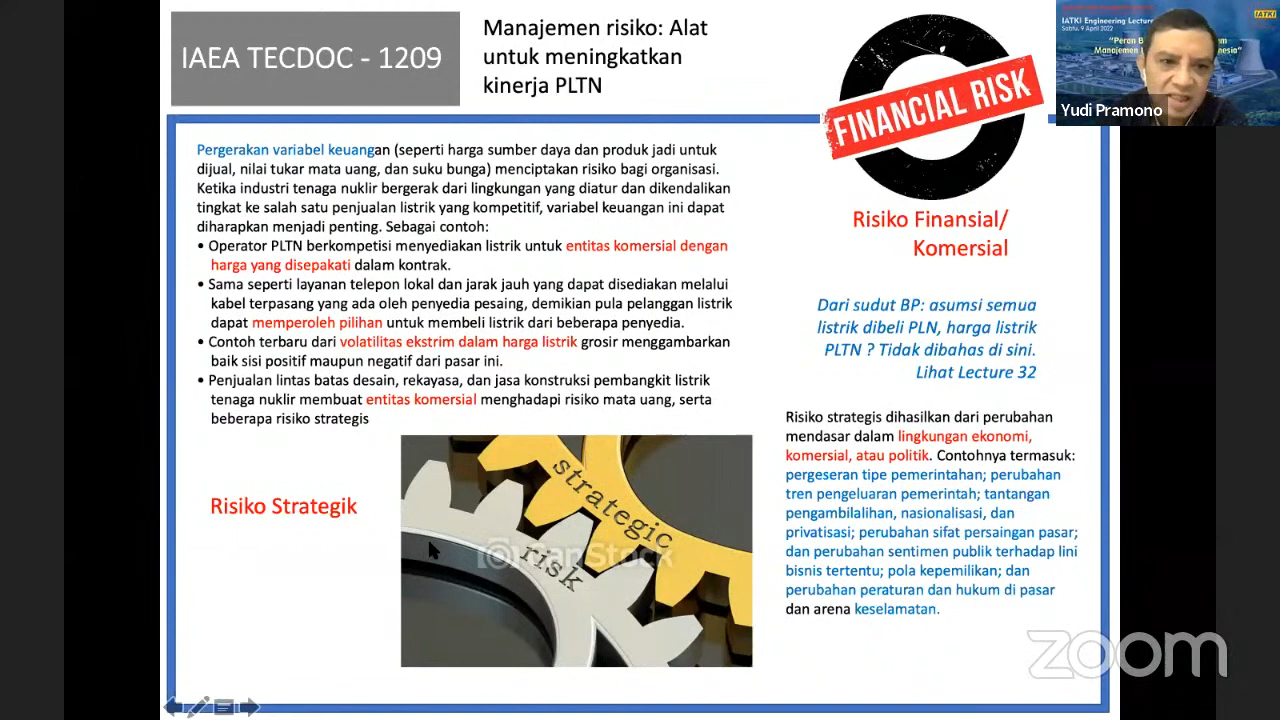 IAEA TECDOC - 1209
Manajemen risiko: Alat
untuk meningkatkan
kinerja PLTN
FINANCIAL RISK
IATKI Engineering Lecture
Sabtu, 9 April 2022
IATKI
Yudi Pramono
Pergerakan variabel keuangan (seperti harga sumber daya dan produk jadi untuk
dijual, nilai tukar mata uang, dan suku bunga) menciptakan risiko bagi organisasi.
Ketika industri tenaga nuklir bergerak dari lingkungan yang diatur dan dikendalikan
tingkat ke salah satu penjualan listrik yang kompetitif, variabel keuangan ini dapat
diharapkan menjadi penting. Sebagai contoh:
• Operator PLTN berkompetisi menyediakan listrik untuk entitas komersial dengan
harga yang disepakati dalam kontrak.
• Sama seperti layanan telepon lokal dan jarak jauh yang dapat disediakan melalui
kabel terpasang yang ada oleh penyedia pesaing, demikian pula pelanggan listrik
dapat memperoleh pilihan untuk membeli listrik dari beberapa penyedia.
• Contoh terbaru dari volatilitas ekstrim dalam harga listrik grosir menggambarkan
baik sisi positif maupun negatif dari pasar ini.
• Penjualan lintas batas desain, rekayasa, dan jasa konstruksi pembangkit listrik
tenaga nuklir membuat entitas komersial menghadapi risiko mata uang, serta
beberapa risiko strategis
Risiko Finansial/
Komersial
Dari sudut BP: asumsi semua
listrik dibeli PLN, harga listrik
PLTN ? Tidak dibahas di sini.
Lihat Lecture 32
Risiko Strategik
strategic
risk
CanStock
Risiko strategis dihasilkan dari perubahan
mendasar dalam lingkungan ekonomi,
komersial, atau politik. Contohnya termasuk:
pergeseran tipe pemerintahan; perubahan
tren pengeluaran pemerintah; tantangan
pengambilalihan, nasionalisasi, dan
privatisasi; perubahan sifat persaingan pasar;
dan perubahan sentimen publik terhadap lini
bisnis tertentu; pola kepemilikan; dan
perubahan peraturan dan hukum di pasar
dan arena keselamatan.
zoom